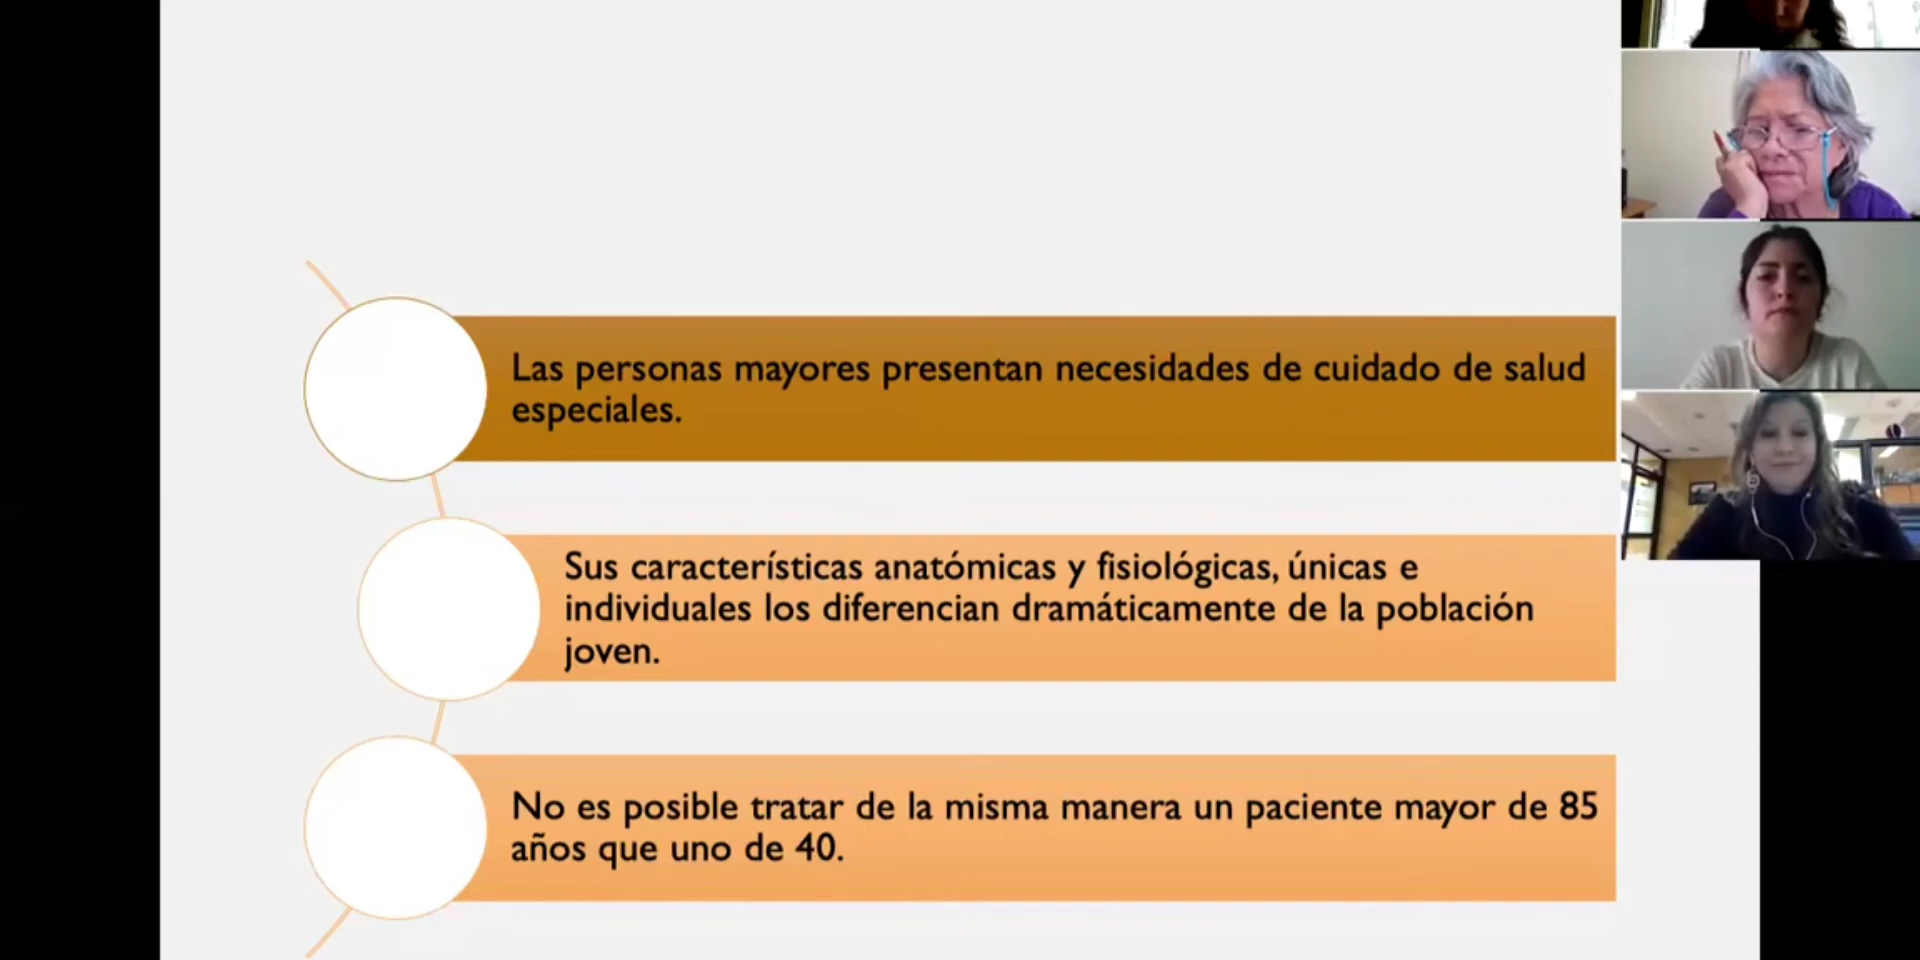 Las personas mayores presentan necesidades de cuidado de salud
especiales.
Sus características anatómicas y fisiológicas, únicas e
individuales los diferencian dramáticamente de la población
joven.
No es posible tratar de la misma manera un paciente mayor de 85
años que uno de 40.